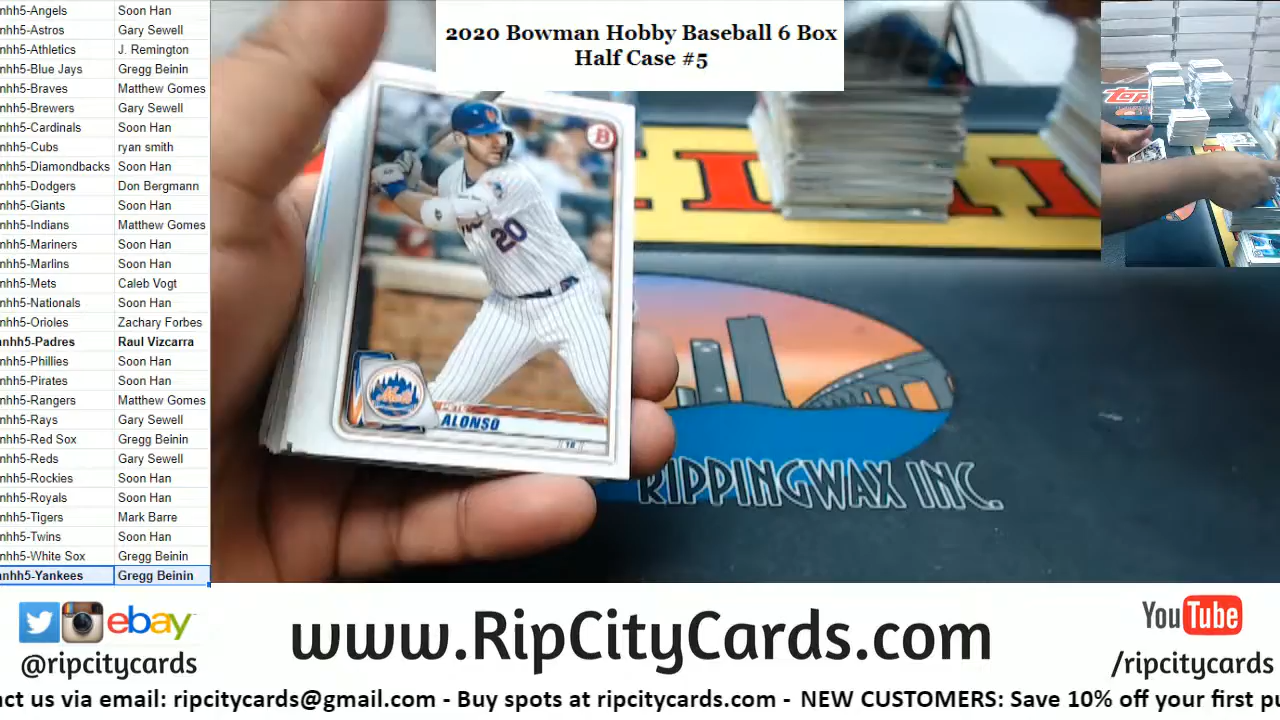 nhh5-Angels Soon Han
nhh5-Astros Gary Sewell
nhh5-Athletics J. Remington
nhh5-Blue Jays Gregg Beinin
nhh5-Braves Matthew Gomes
nhh5-Brewers Gary Sewell
nhh5-Cardinals Soon Han
nhh5-Cubs ryan smith
nhh5-Diamondbacks Soon Han
nhh5-Dodgers Don Bergmann
nhh5-Giants Soon Han
nhh5-Indians Matthew Gomes
nhh5-Mariners Soon Han
nhh5-Marlins Soon Han
nhh5-Mets Caleb Vogt
nhh5-Nationals Soon Han
nhh5-Orioles Zachary Forbes
nhh5-Padres Raul Vizcarra
nhh5-Phillies Soon Han
nhh5-Pirates Soon Han
nhh5-Rangers Matthew Gomes
nhh5-Rays Gary Sewell
nhh5-Red Sox Gregg Beinin
nhh5-Reds Gary Sewell
nhh5-Rockies Soon Han
nhh5-Royals Soon Han
nhh5-Tigers Mark Barre
nhh5-Twins Soon Han
nhh5-White Sox Gregg Beinin
nhh5-Yankees Gregg Beinin
2020 Bowman Hobby Baseball 6 Box
Half Case #5
B
20
Mets
PETE
ALONSO
1B
RIPPINGWAX INC.
Topps
ebay
@ripcitycards
www.RipCityCards.com
YouTube
/ripcitycards
act us via email: ripcitycards@gmail.com - Buy spots at ripcitycards.com - NEW CUSTOMERS: Save 10% off your first pu